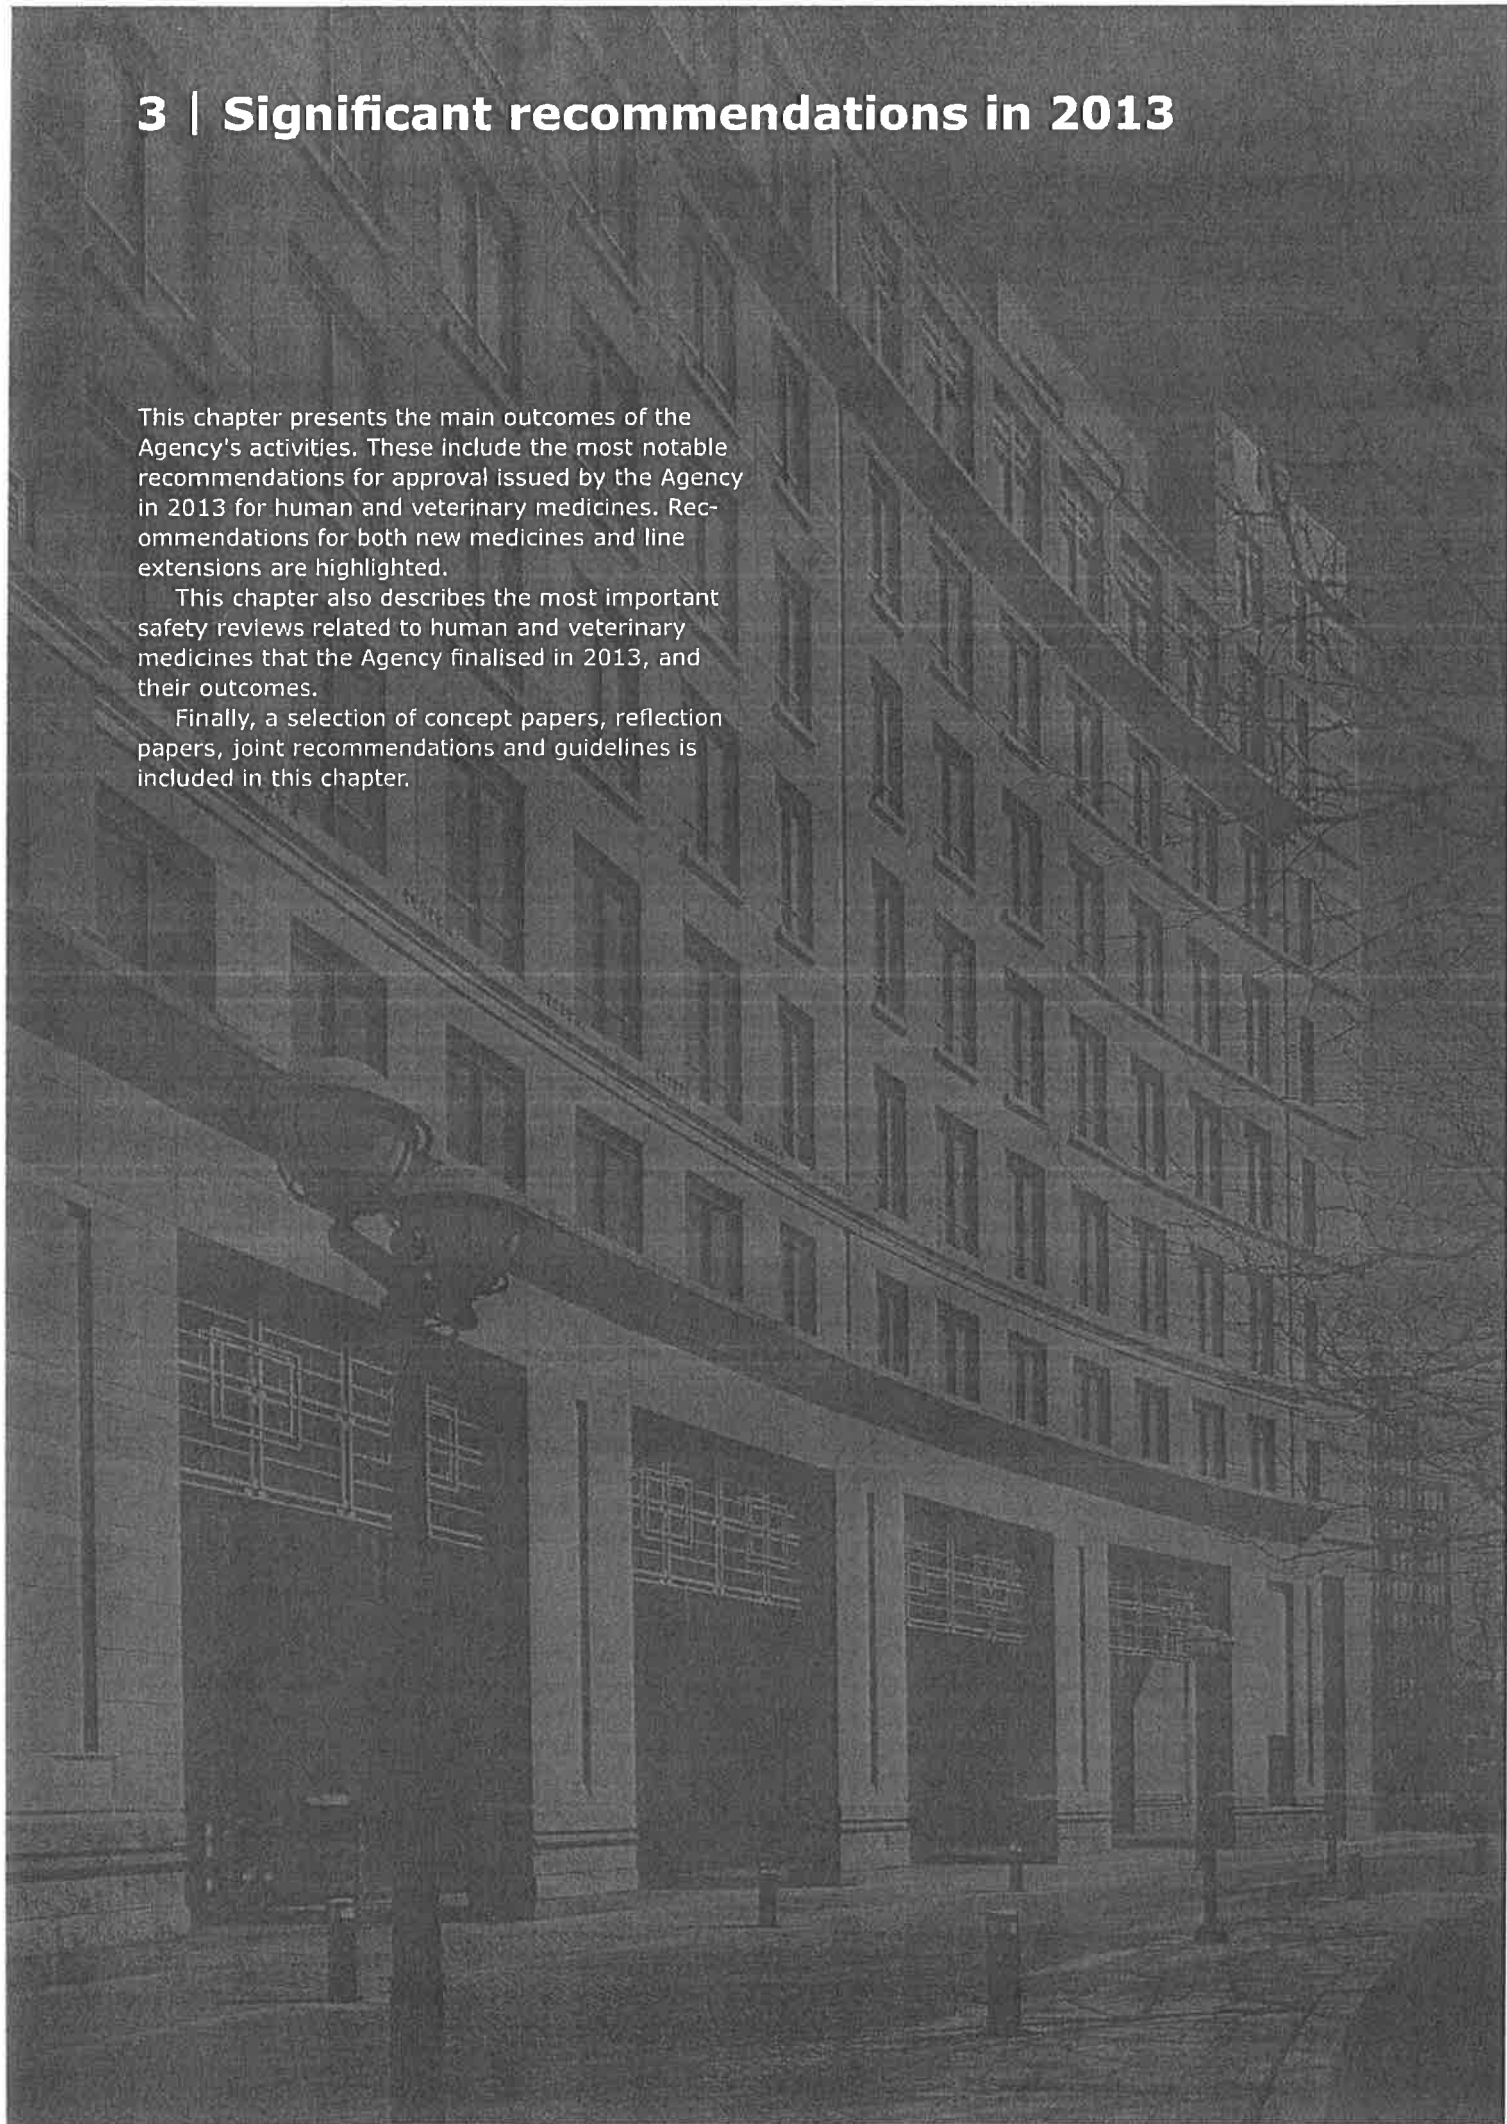 3 | Significant recommendations in 2013
This chapter presents the main outcomes of the
Agency's activities. These include the most notable
recommendations for approval issued by the Agency
in 2013 for human and veterinary medicines. Rec-
ommendations for both new medicines and line
extensions are highlighted.
This chapter also describes the most important
safety reviews related to human and veterinary
medicines that the Agency finalised in 2013, and
their outcomes.
Finally, a selection of concept papers, reflection
papers, joint recommendations and guidelines is
included in this chapter.